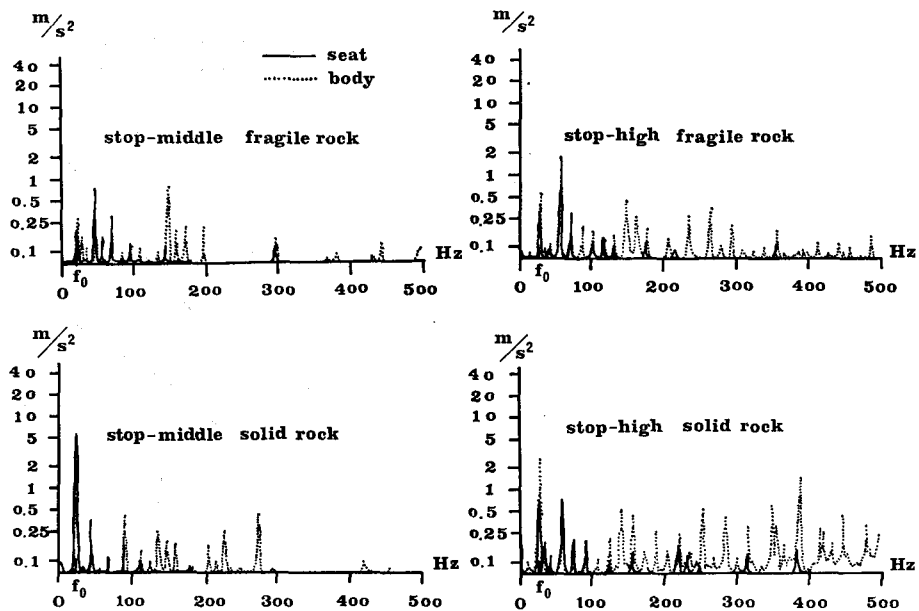 m/s²
seat
body
40
20
10
5
2
1
0.5
0.25
0.1
stop-middle fragile rock
Hz
f₀
0 100 200 300 400 500
m/s²
40
20
10
5
2
1
0.5
0.25
0.1
stop-high fragile rock
Hz
f₀
0 100 200 300 400 500
m/s²
40
20
10
5
2
1
0.5
0.25
0.1
stop-middle solid rock
Hz
f₀
0 100 200 300 400 500
m/s²
40
20
10
5
2
1
0.5
0.25
0.1
stop-high solid rock
Hz
f₀
0 100 200 300 400 500